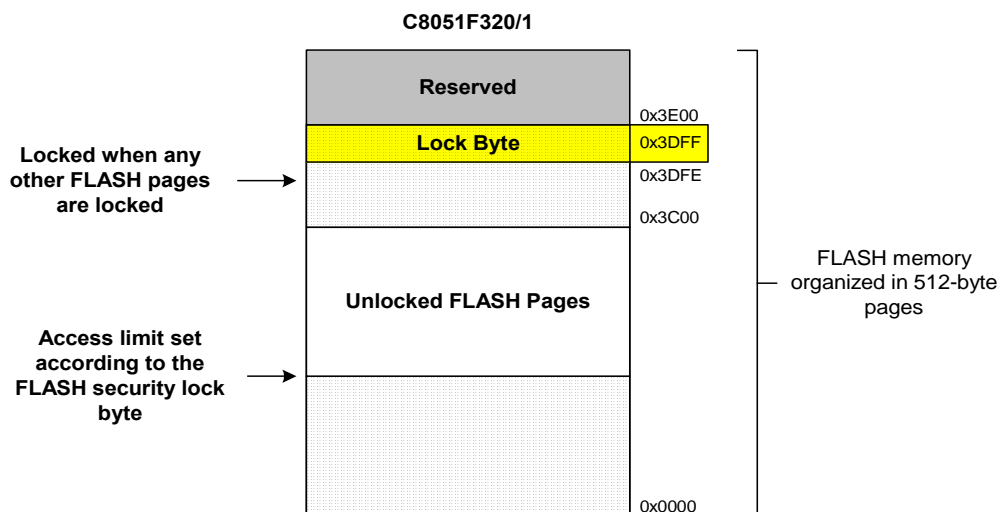 C8051F320/1
Reserved
0x3E00
Lock Byte
0x3DFF
Locked when any
other FLASH pages
are locked
0x3DFE
0x3C00
Unlocked FLASH Pages
FLASH memory
organized in 512-byte
pages
Access limit set
according to the
FLASH security lock
byte
0x0000